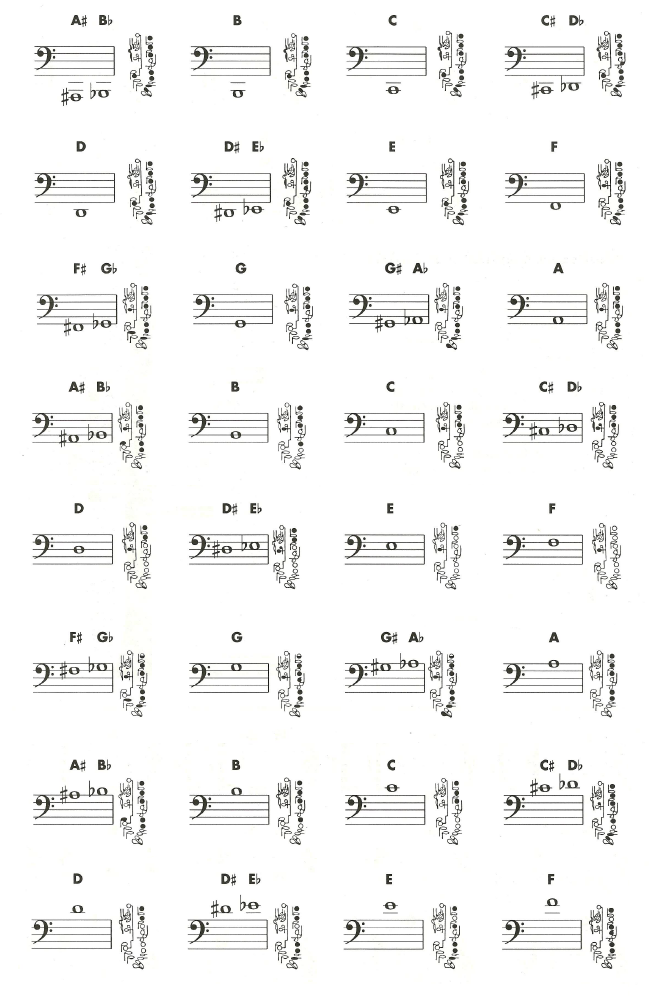 A♯ B♭ B C C♯ D♭
D D♯ E♭ E F
F♯ G♭ G G♯ A♭ A
A♯ B♭ B C C♯ D♭
D D♯ E♭ E F
F♯ G♭ G G♯ A♭ A
A♯ B♭ B C C♯ D♭
D D♯ E♭ E F